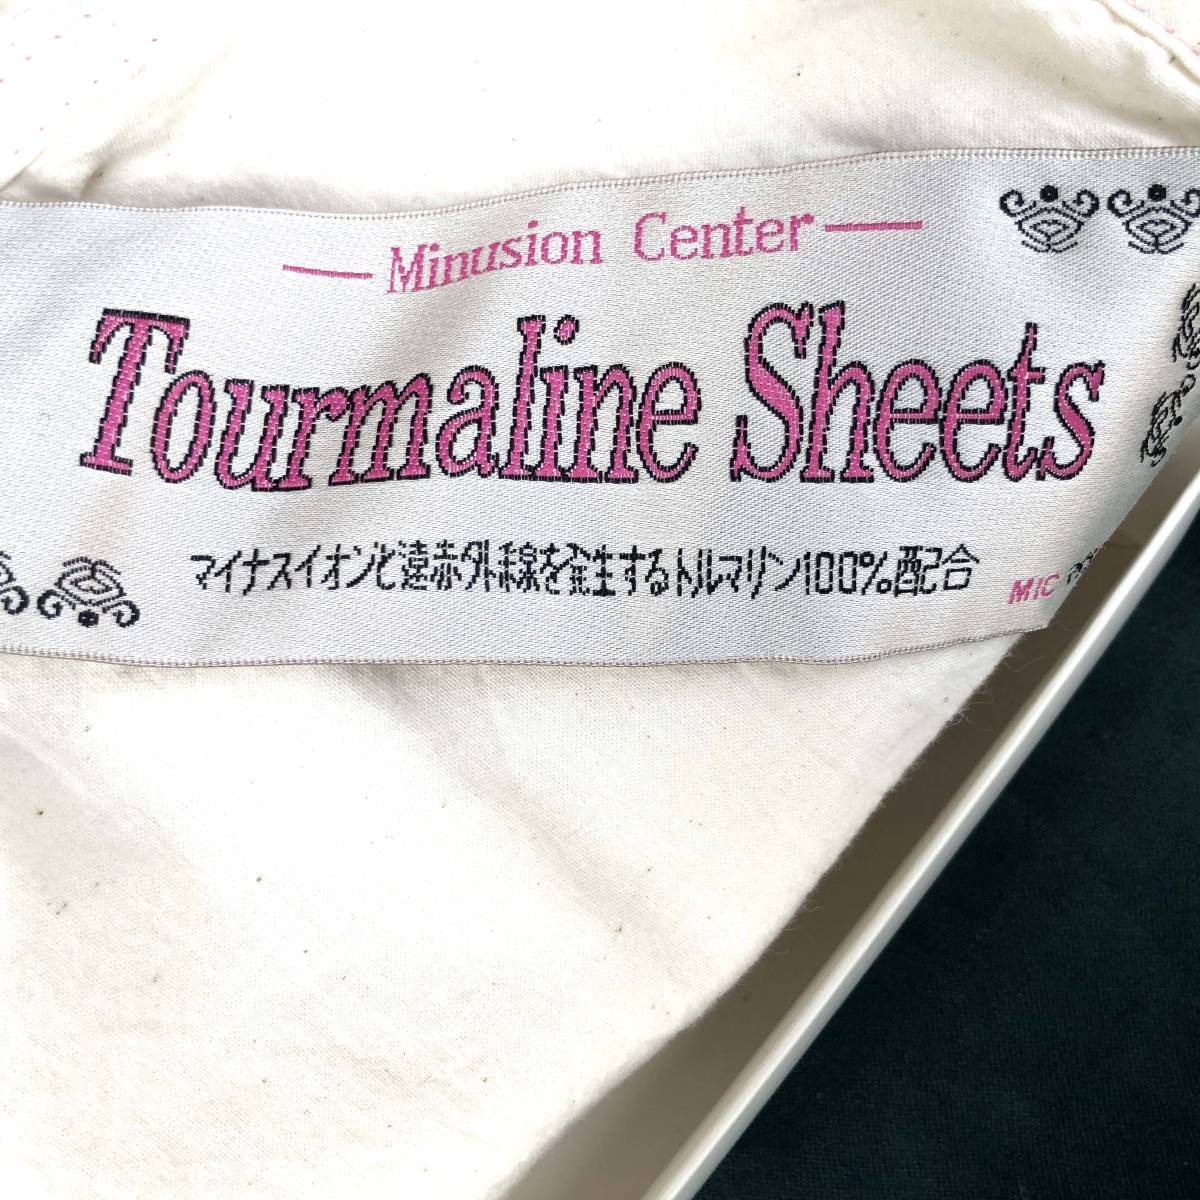 Minusion Center
Tourmaline Sheets
マイナスイオンと遠赤外線を発生するトルマリン100%配合
MIC